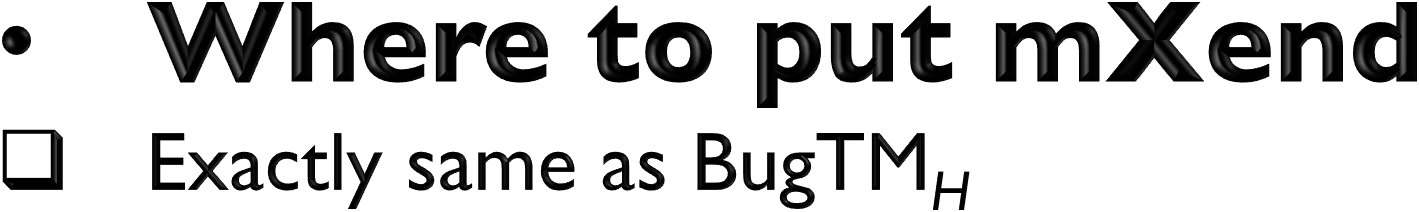 • Where to put mXend
❑ Exactly same as BugTM_H